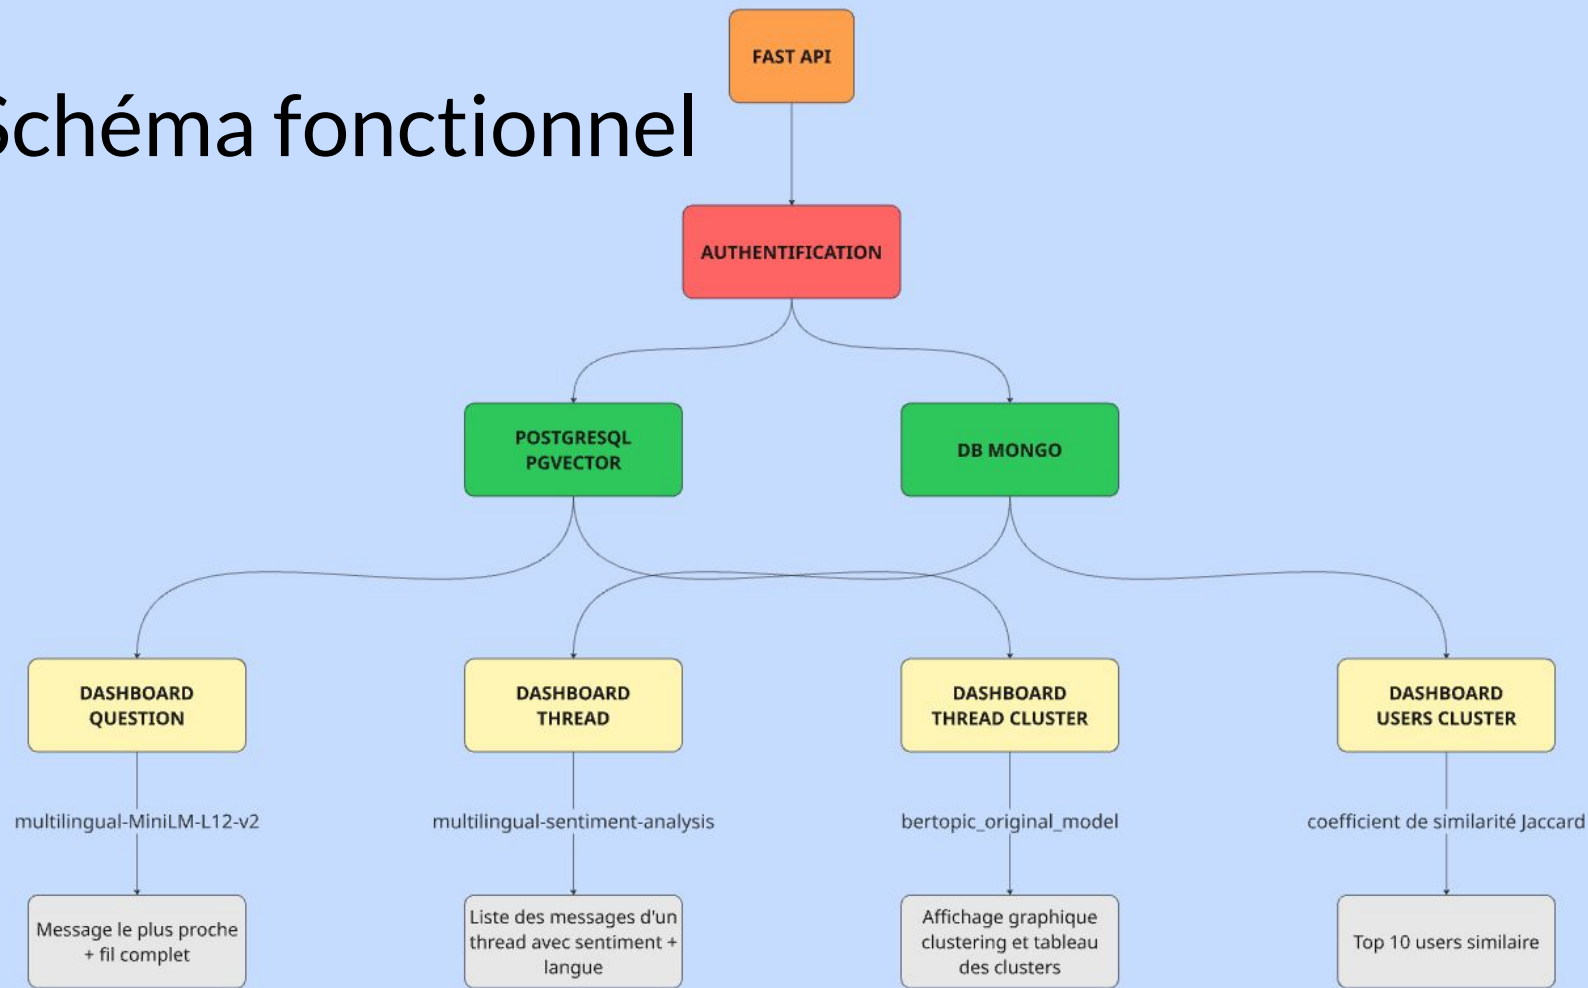 FAST API
Schéma fonctionnel
AUTHENTIFICATION
POSTGRESQL
PGVECTOR
DB MONGO
DASHBOARD
QUESTION
DASHBOARD
THREAD
DASHBOARD
THREAD CLUSTER
DASHBOARD
USERS CLUSTER
multilingual-MiniLM-L12-v2
multilingual-sentiment-analysis
bertopic_original_model
coefficient de similarité Jaccard
Message le plus proche
+ fil complet
Liste des messages d'un
thread avec sentiment +
langue
Affichage graphique
clustering et tableau
des clusters
Top 10 users similaire